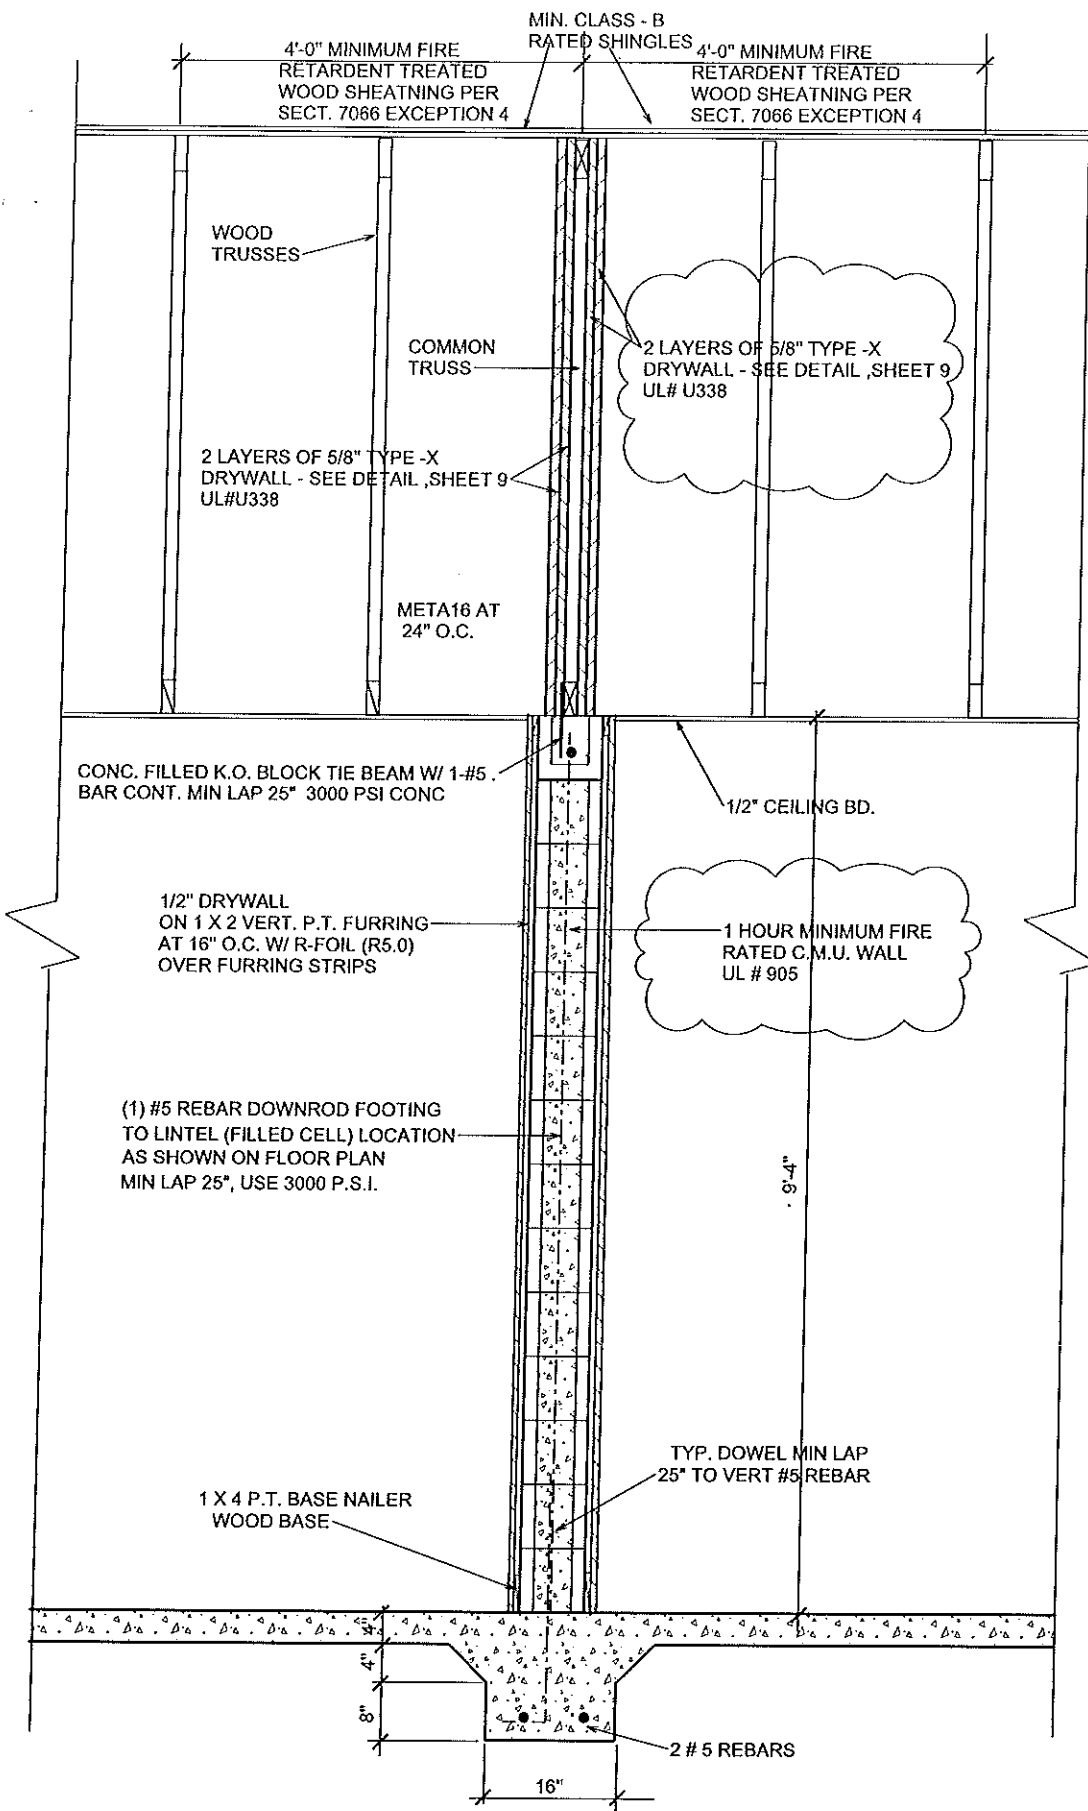 MIN. CLASS - B
RATED SHINGLES
4'-0" MINIMUM FIRE
RETARDENT TREATED
WOOD SHEATNING PER
SECT. 7066 EXCEPTION 4
4'-0" MINIMUM FIRE
RETARDENT TREATED
WOOD SHEATNING PER
SECT. 7066 EXCEPTION 4
WOOD
TRUSSES
COMMON
TRUSS
2 LAYERS OF 5/8" TYPE -X
DRYWALL - SEE DETAIL ,SHEET 9
UL# U338
2 LAYERS OF 5/8" TYPE -X
DRYWALL - SEE DETAIL ,SHEET 9
UL#U338
META16 AT
24" O.C.
CONC. FILLED K.O. BLOCK TIE BEAM W/ 1-#5 .
BAR CONT. MIN LAP 25" 3000 PSI CONC
1/2" CEILING BD.
1/2" DRYWALL
ON 1 X 2 VERT. P.T. FURRING
AT 16" O.C. W/ R-FOIL (R5.0)
OVER FURRING STRIPS
1 HOUR MINIMUM FIRE
RATED C.M.U. WALL
UL # 905
(1) #5 REBAR DOWNROD FOOTING
TO LINTEL (FILLED CELL) LOCATION
AS SHOWN ON FLOOR PLAN
MIN LAP 25", USE 3000 P.S.I.
9'-4"
TYP. DOWEL MIN LAP
25" TO VERT #5 REBAR
1 X 4 P.T. BASE NAILER
WOOD BASE
4"
4"
8"
2 # 5 REBARS
16"